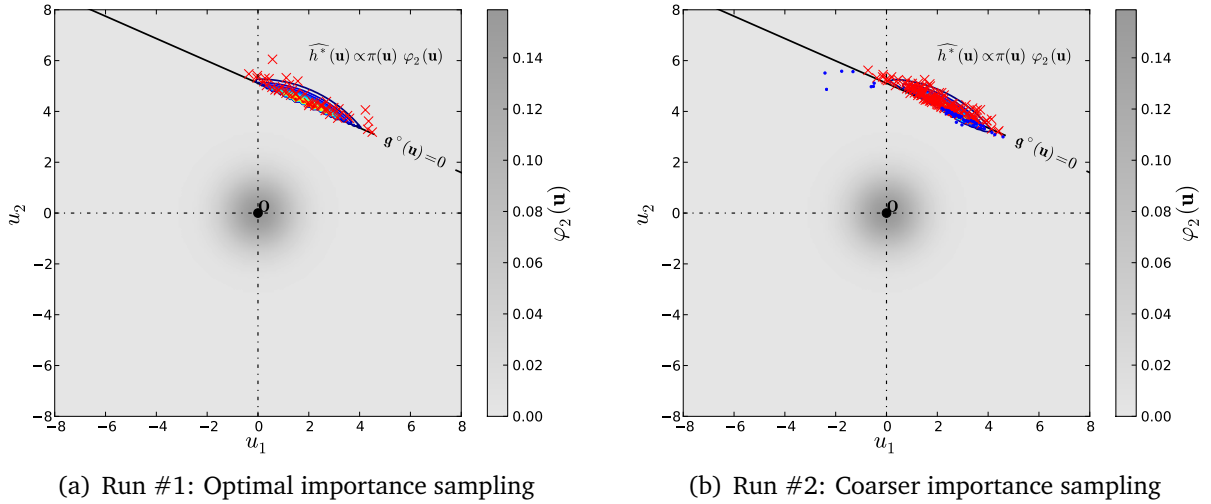 8
6
4
2
0
−2
−4
−6
−8
u₂
−8 −6 −4 −2 0 2 4 6 8
u₁
ĥ*(𝐮)∝π(𝐮) φ₂(𝐮)
g°(𝐮)=0
O
0.14
0.12
0.10
0.08
0.06
0.04
0.02
0.00
φ₂(𝐮)
(a) Run #1: Optimal importance sampling
8
6
4
2
0
−2
−4
−6
−8
u₂
−8 −6 −4 −2 0 2 4 6 8
u₁
ĥ*(𝐮)∝π(𝐮) φ₂(𝐮)
g°(𝐮)=0
O
0.14
0.12
0.10
0.08
0.06
0.04
0.02
0.00
φ₂(𝐮)
(b) Run #2: Coarser importance sampling